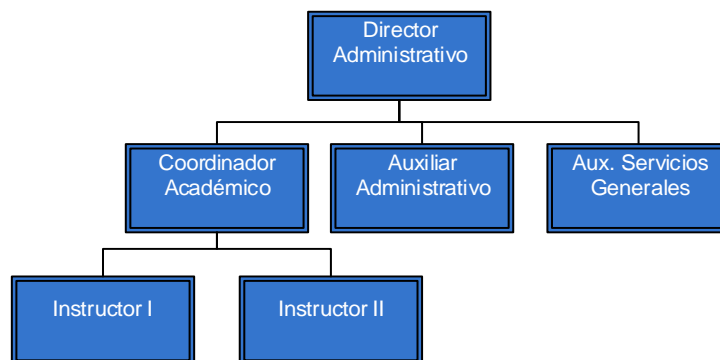 Director
Administrativo
Coordinador
Académico
Auxiliar
Administrativo
Aux. Servicios
Generales
Instructor I
Instructor II